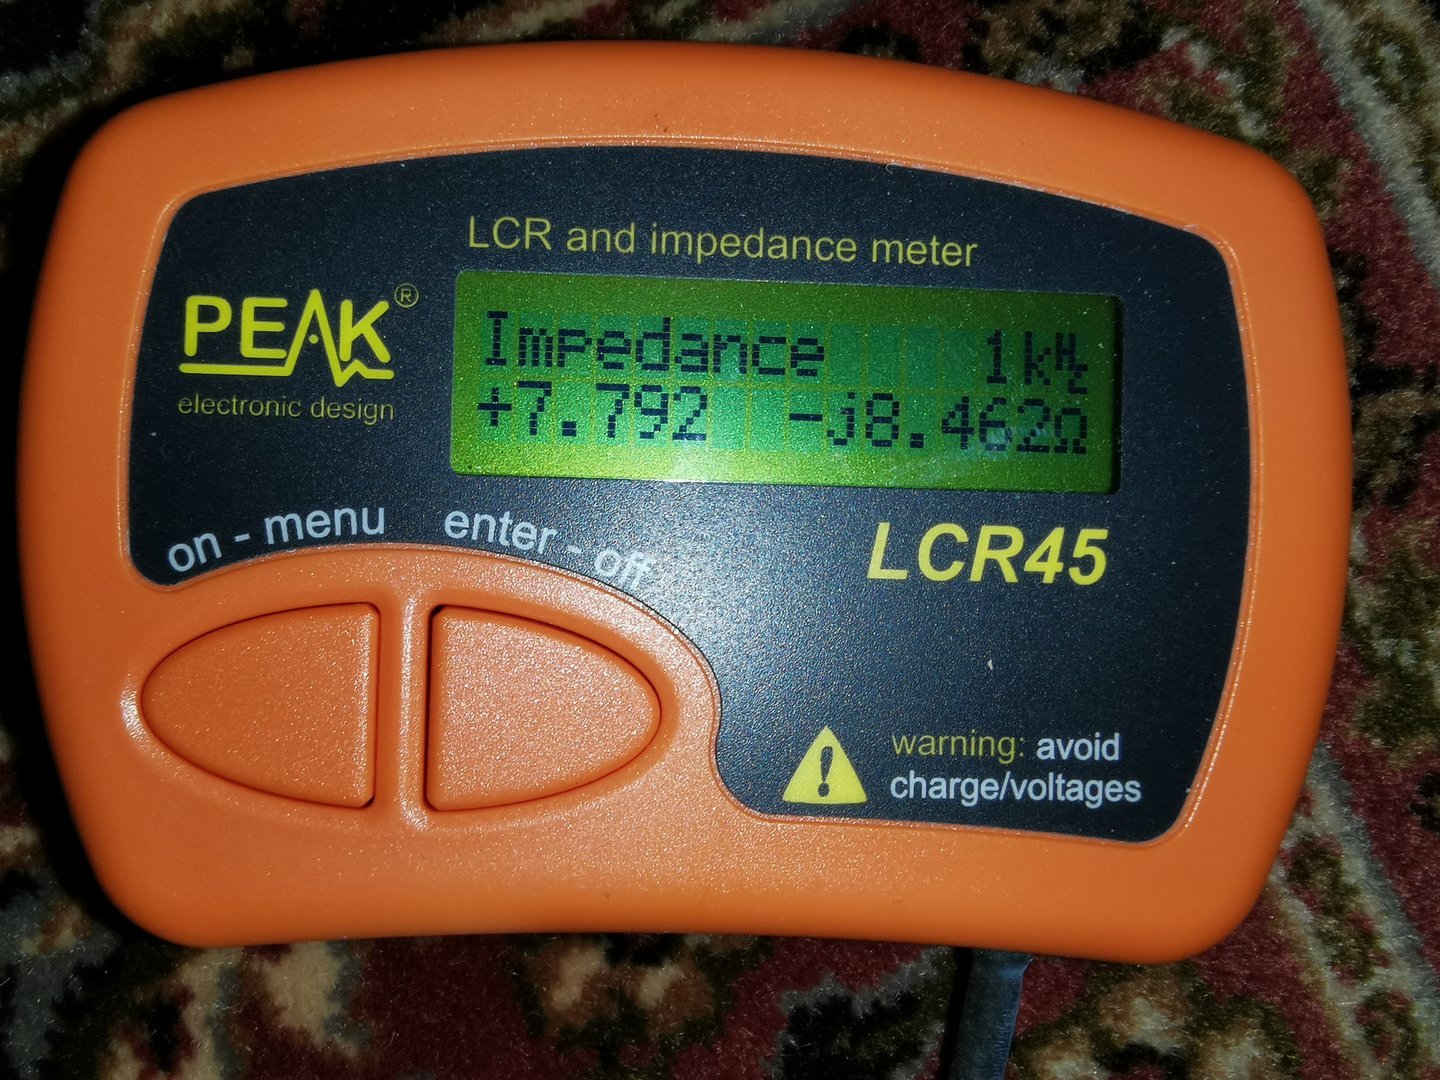 LCR and impedance meter
PEAK®
electronic design
Impedance 1kHz
+7.792 -j8.462Ω
on - menu enter - off
LCR45
warning: avoid
charge/voltages